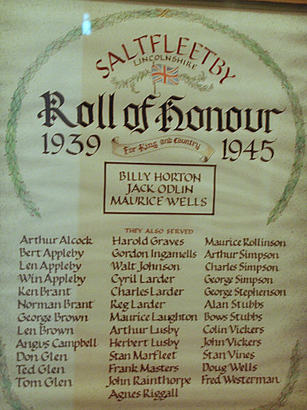 SALTFLEETBY
LINCOLNSHIRE
Roll of Honour
1939 For King and Country 1945
BILLY HORTON
JACK ODLIN
MAURICE WELLS
THEY ALSO SERVED
Arthur Alcock
Bert Appleby
Len Appleby
Win Appleby
Ken Brant
Norman Brant
George Brown
Len Brown
Angus Campbell
Don Glen
Ted Glen
Tom Glen
Harold Graves
Gordon Ingamells
Walt Johnson
Cyril Larder
Charles Larder
Reg Larder
Maurice Laughton
Arthur Lusby
Herbert Lusby
Stan Marfleet
Frank Masters
John Rainthorpe
Agnes Riggall
Maurice Rollinson
Arthur Simpson
Charles Simpson
George Simpson
George Stephenson
Alan Stubbs
Bows Stubbs
Colin Vickers
John Vickers
Stan Vines
Doug Wells
Fred Westerman